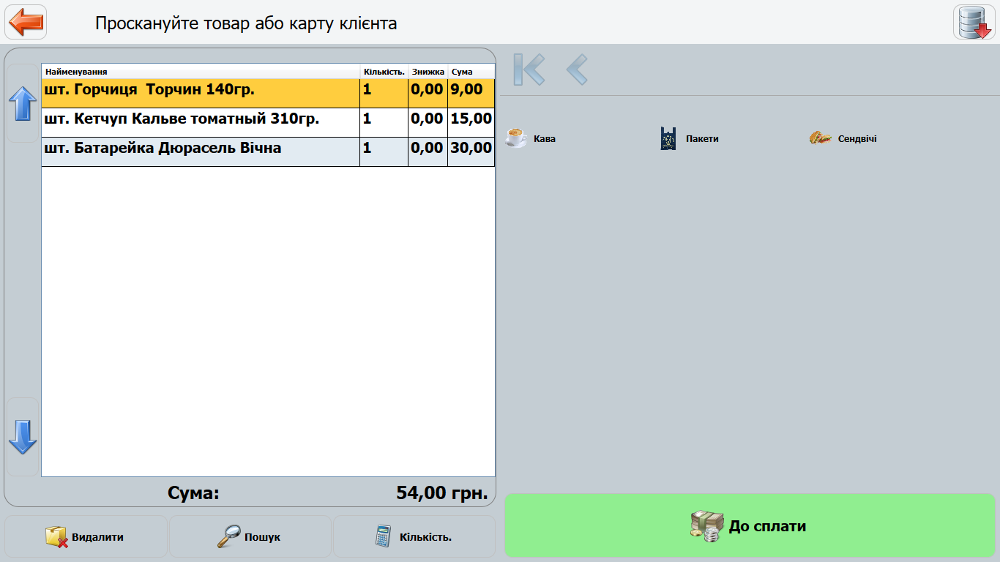 Проскануйте товар або карту клієнта
Найменування Кількість. Знижка Сума
шт. Горчиця  Торчин 140гр. 1 0,00 9,00
шт. Кетчуп Кальве томатный 310гр. 1 0,00 15,00
шт. Батарейка Дюрасель Вічна 1 0,00 30,00
Сума: 54,00 грн.
Видалити Пошук Кількість.
Кава Пакети Сендвічі
До сплати